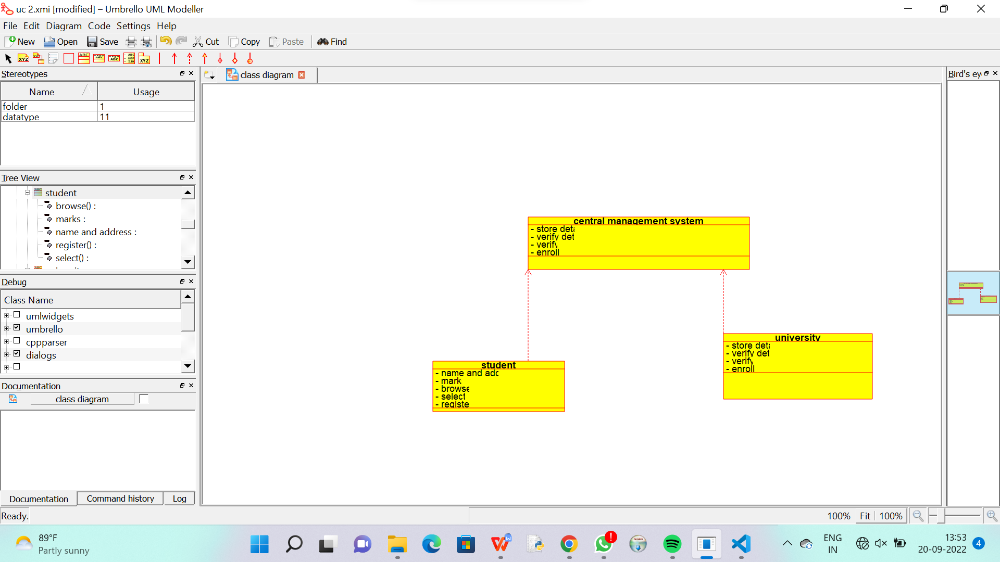 uc 2.xmi [modified] – Umbrello UML Modeller
File Edit Diagram Code Settings Help
New Open Save Cut Copy Paste Find
Stereotypes
Name Usage
folder 1
datatype 11
Tree View
student
browse() :
marks :
name and address :
register() :
select() :
Debug
Class Name
umlwidgets
umbrello
cppparser
dialogs
Documentation
class diagram
Documentation Command history Log
Ready.
class diagram
central management system
- store deta
- verify det
- verify
- enroll
student
- name and add
- mark
- browse
- select
- registe
university
- store deta
- verify det
- verify
- enroll
Bird's ey
100% Fit 100%
89°F
Partly sunny
ENG
IN
13:53
20-09-2022
4